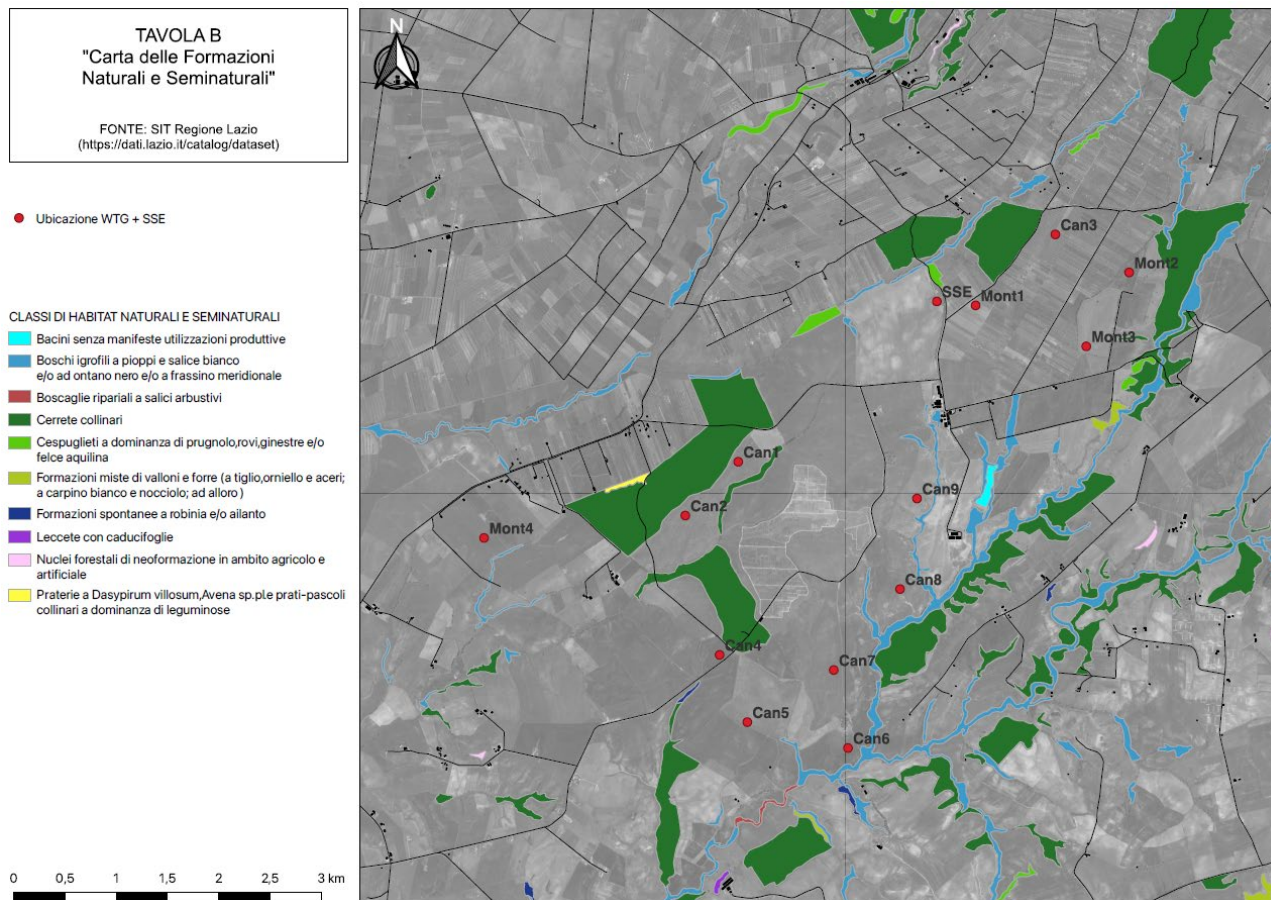 TAVOLA B
"Carta delle Formazioni
Naturali e Seminaturali"
FONTE: SIT Regione Lazio
(https://dati.lazio.it/catalog/dataset)
Ubicazione WTG + SSE
CLASSI DI HABITAT NATURALI E SEMINATURALI
Bacini senza manifeste utilizzazioni produttive
Boschi igrofili a pioppi e salice bianco
e/o ad ontano nero e/o a frassino meridionale
Boscaglie ripariali a salici arbustivi
Cerrete collinari
Cespuglieti a dominanza di prugnolo,rovi,ginestre e/o
felce aquilina
Formazioni miste di valloni e forre (a tiglio,orniello e aceri;
a carpino bianco e nocciolo; ad alloro)
Formazioni spontanee a robinia e/o ailanto
Leccete con caducifoglie
Nuclei forestali di neoformazione in ambito agricolo e
artificiale
Praterie a Dasypirum villosum,Avena sp.ple prati-pascoli
collinari a dominanza di leguminose
0 0,5 1 1,5 2 2,5 3 km
N
Can3
Mont2
SSE
Mont1
Mont3
Can1
Can9
Can2
Mont4
Can8
Can4
Can7
Can5
Can6